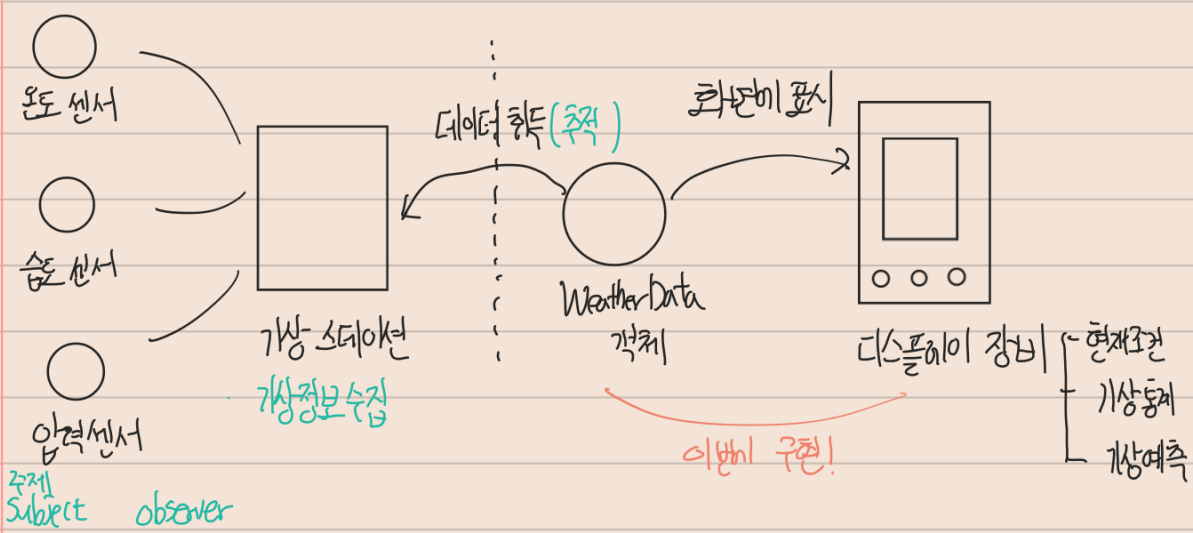 온도 센서
습도 센서
압력센서
주제
Subject observer
기상 스테이션
기상정보 수집
데이터 취득(추적)
WeatherData
객체
화면에 표시
디스플레이 장비
현재조건
기상통계
기상예측
이번에 구현!